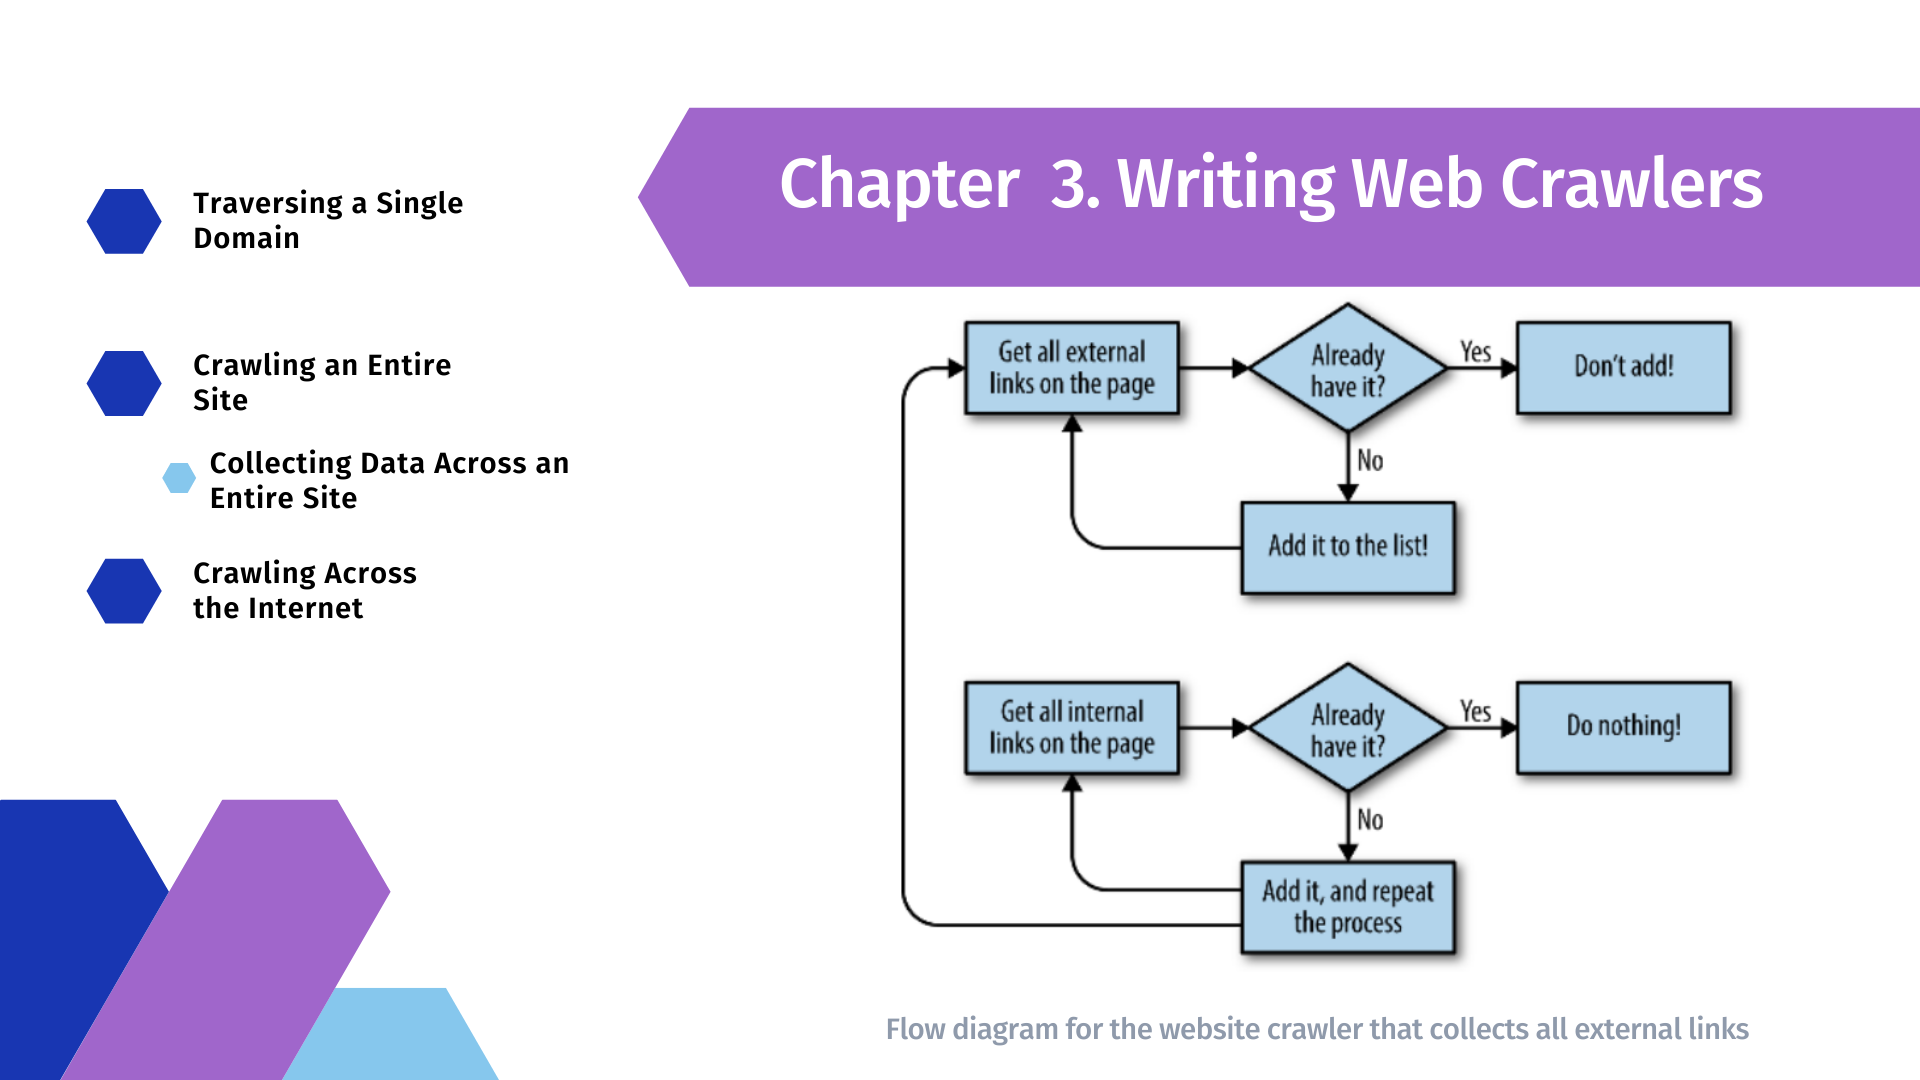 Chapter  3. Writing Web Crawlers
Traversing a Single
Domain
Crawling an Entire
Site
Collecting Data Across an
Entire Site
Crawling Across
the Internet
Get all external
links on the page
Already
have it?
Yes
Don't add!
No
Add it to the list!
Get all internal
links on the page
Already
have it?
Yes
Do nothing!
No
Add it, and repeat
the process
Flow diagram for the website crawler that collects all external links